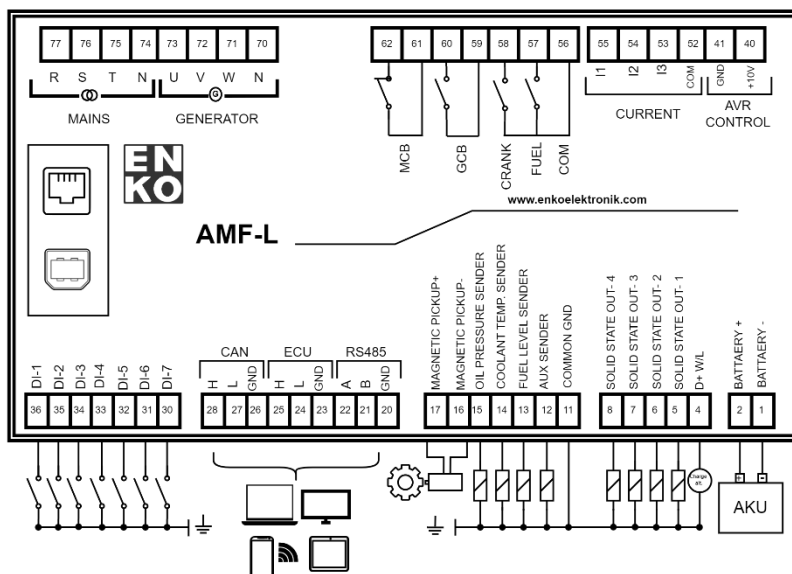 77 76 75 74 73 72 71 70
R S T N U V W N
G
MAINS GENERATOR
62 61 60 59 58 57 56
MCB GCB CRANK FUEL COM
55 54 53 52 41 40
I1 I2 I3 COM GND +10V
CURRENT AVR
CONTROL
EN
KO
www.enkoelektronik.com
AMF-L
DI-1 DI-2 DI-3 DI-4 DI-5 DI-6 DI-7
36 35 34 33 32 31 30
CAN ECU RS485
H L GND H L GND A B GND
28 27 26 25 24 23 22 21 20
MAGNETIC PICKUP+
MAGNETIC PICKUP-
OIL PRESSURE SENDER
COOLANT TEMP. SENDER
FUEL LEVEL SENDER
AUX SENDER
COMMON GND
17 16 15 14 13 12 11
SOLID STATE OUT- 4
SOLID STATE OUT- 3
SOLID STATE OUT- 2
SOLID STATE OUT- 1
D+ W/L
8 7 6 5 4
BATTAERY +
BATTAERY -
2 1
Charge
alt.
+ -
AKU